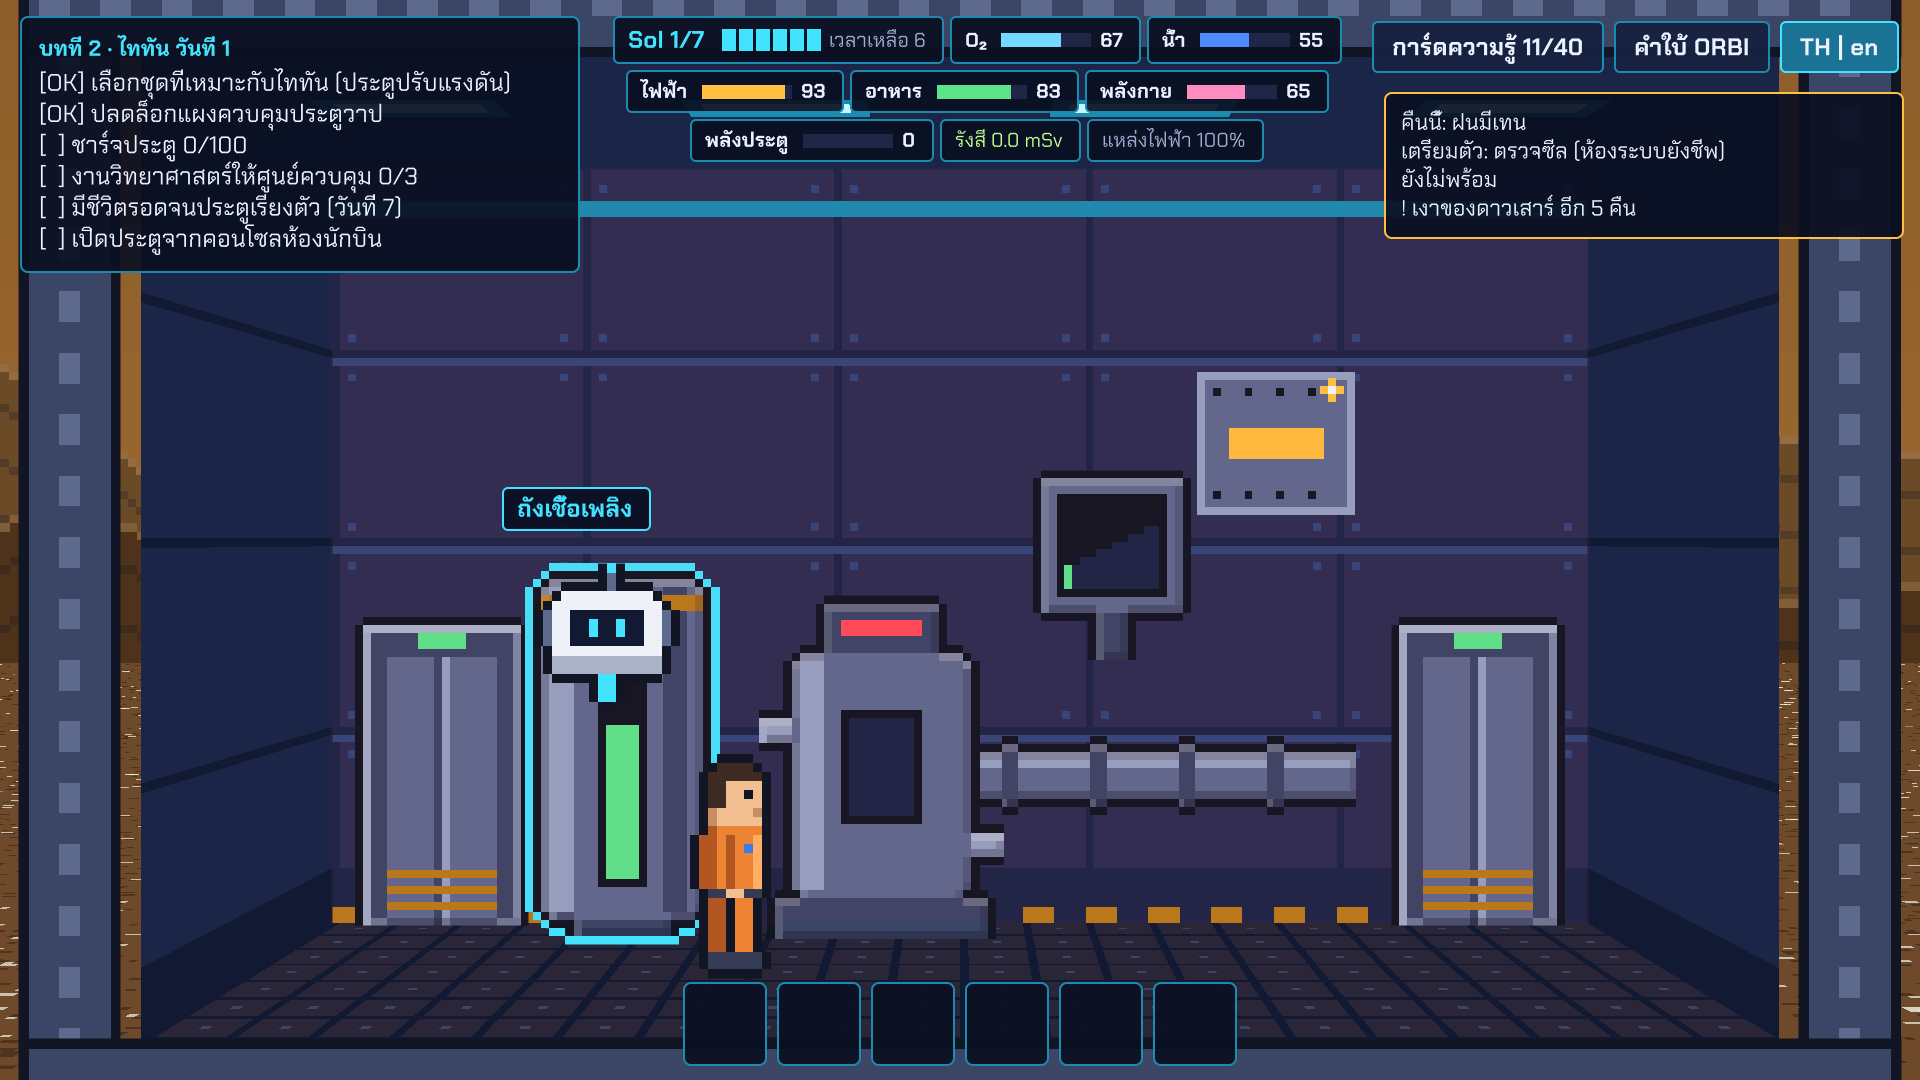 บทที่ 2 · ไททัน วันที่ 1
[OK] เลือกชุดที่เหมาะกับไททัน (ประตูปรับแรงดัน)
[OK] ปลดล็อกแผงควบคุมประตูวาป
[ ] ชาร์จประตู 0/100
[ ] งานวิทยาศาสตร์ให้ศูนย์ควบคุม 0/3
[ ] มีชีวิตรอดจนประตูเรียงตัว (วันที่ 7)
[ ] เปิดประตูจากคอนโซลห้องนักบิน
Sol 1/7 เวลาเหลือ 6
O₂ 67
น้ำ 55
ไฟฟ้า 93
อาหาร 83
พลังกาย 65
พลังประตู 0
รังสี 0.0 mSv
แหล่งไฟฟ้า 100%
การ์ดความรู้ 11/40
คำใบ้ ORBI
TH | en
คืนนี้: ฝนมีเทน
เตรียมตัว: ตรวจซีล (ห้องระบบยังชีพ)
ยังไม่พร้อม
! เงาของดาวเสาร์ อีก 5 คืน
ถังเชื้อเพลิง